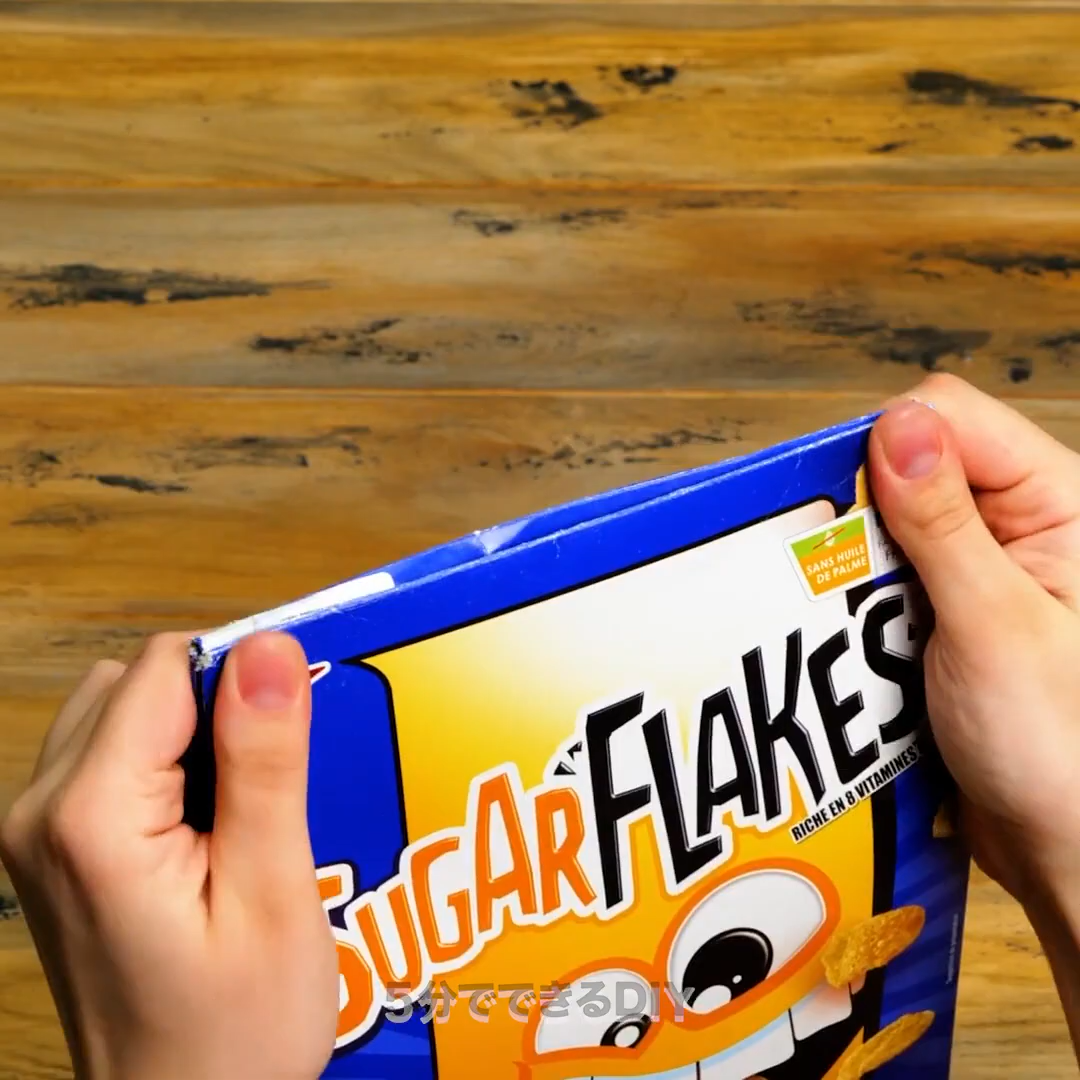 SANS HUILE
DE PALME
SUGAR FLAKES
RICHE EN 8 VITAMINES
5分でできるDIY